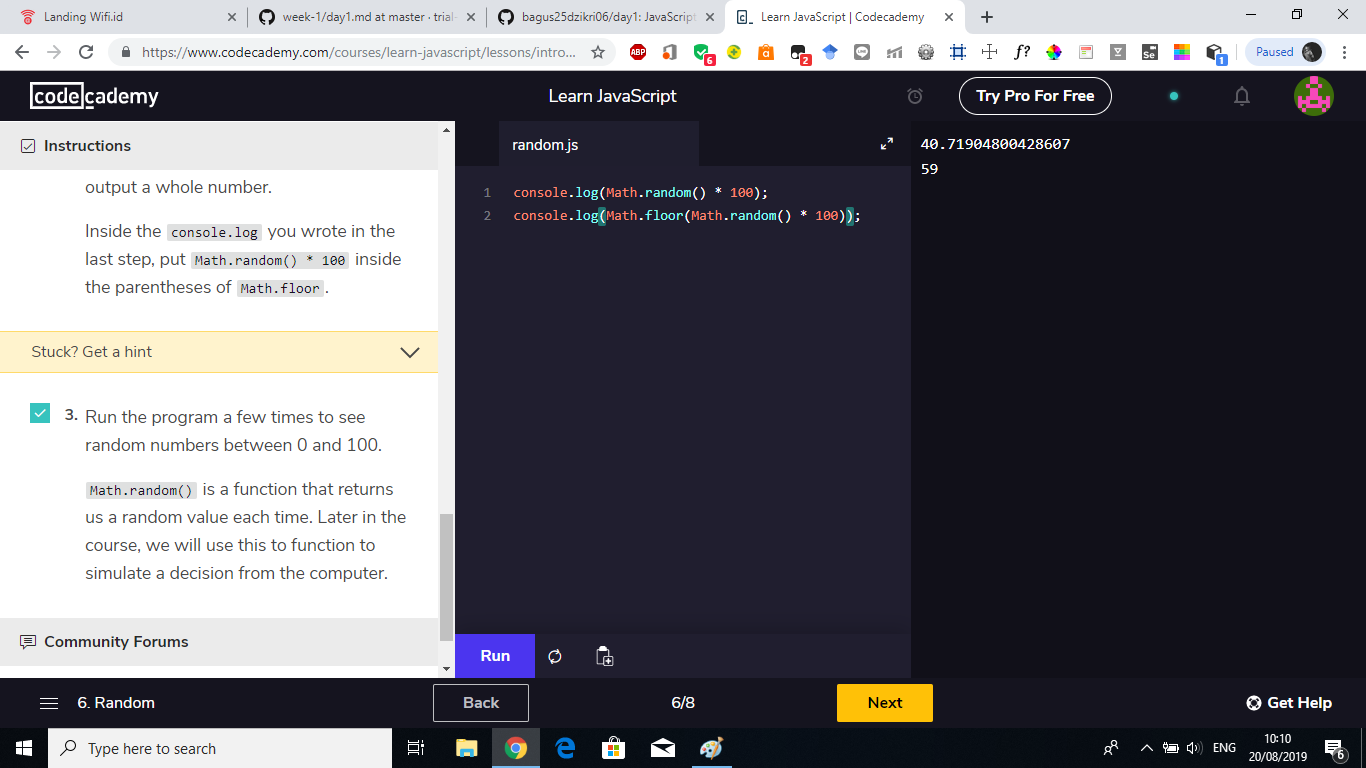 Landing Wifi.id
week-1/day1.md at master · trial-
bagus25dzikri06/day1: JavaScript
Learn JavaScript | Codecademy
https://www.codecademy.com/courses/learn-javascript/lessons/intro...
ABP
6
2
f?
Se
1
Paused
codecademy
Learn JavaScript
Try Pro For Free
Instructions
output a whole number.
Inside the console.log you wrote in the
last step, put Math.random() * 100 inside
the parentheses of Math.floor.
Stuck? Get a hint
3. Run the program a few times to see
random numbers between 0 and 100.
Math.random() is a function that returns
us a random value each time. Later in the
course, we will use this to function to
simulate a decision from the computer.
Community Forums
random.js
1 console.log(Math.random() * 100);
2 console.log(Math.floor(Math.random() * 100));
Run
40.71904800428607
59
6. Random
Back
6/8
Next
Get Help
Type here to search
ENG
10:10
20/08/2019
6